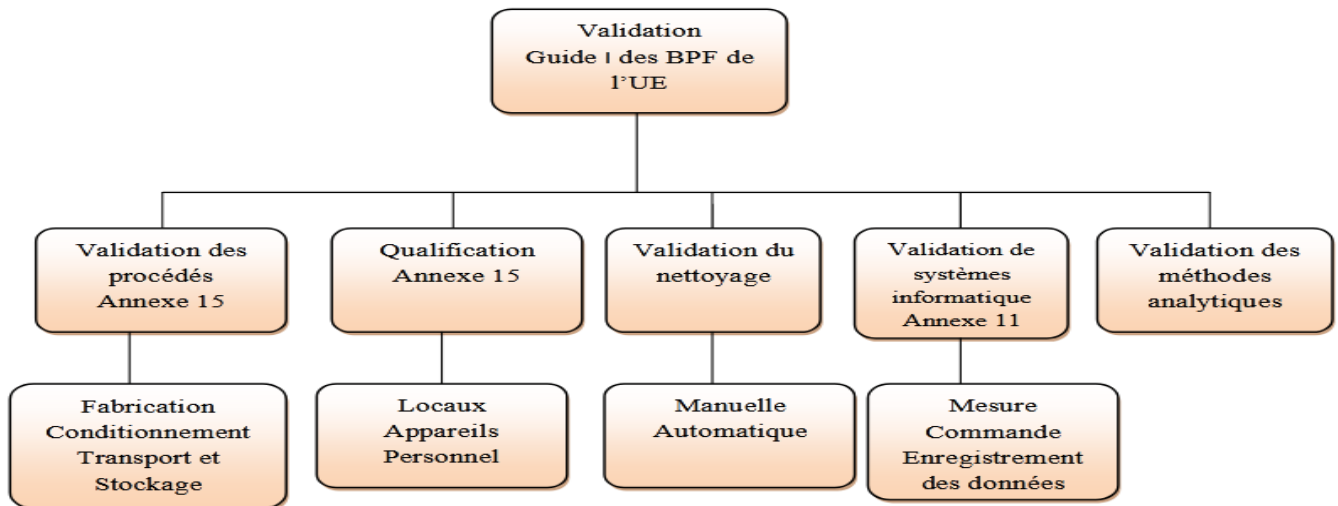 Validation
Guide I des BPF de
l'UE
Validation des
procédés
Annexe 15
Qualification
Annexe 15
Validation du
nettoyage
Validation de
systèmes
informatique
Annexe 11
Validation des
méthodes
analytiques
Fabrication
Conditionnement
Transport et
Stockage
Locaux
Appareils
Personnel
Manuelle
Automatique
Mesure
Commande
Enregistrement
des données